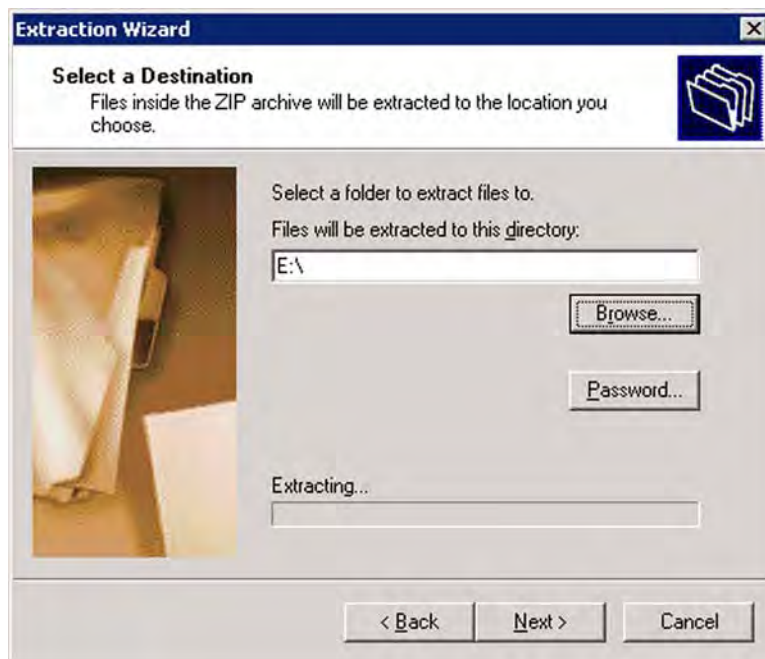 Extraction Wizard
Select a Destination
Files inside the ZIP archive will be extracted to the location you
choose.
Select a folder to extract files to.
Files will be extracted to this directory:
E:\
Browse...
Password...
Extracting...
< Back
Next >
Cancel